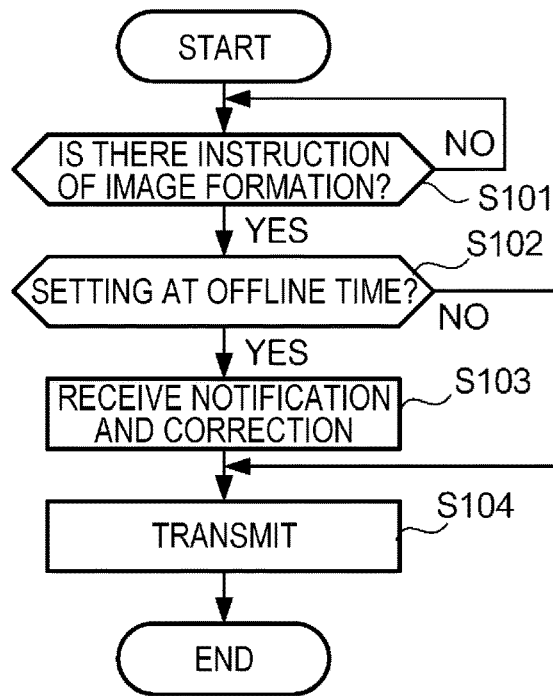 START
IS THERE INSTRUCTION
OF IMAGE FORMATION?
NO
S101
YES
S102
SETTING AT OFFLINE TIME?
NO
YES
S103
RECEIVE NOTIFICATION
AND CORRECTION
S104
TRANSMIT
END